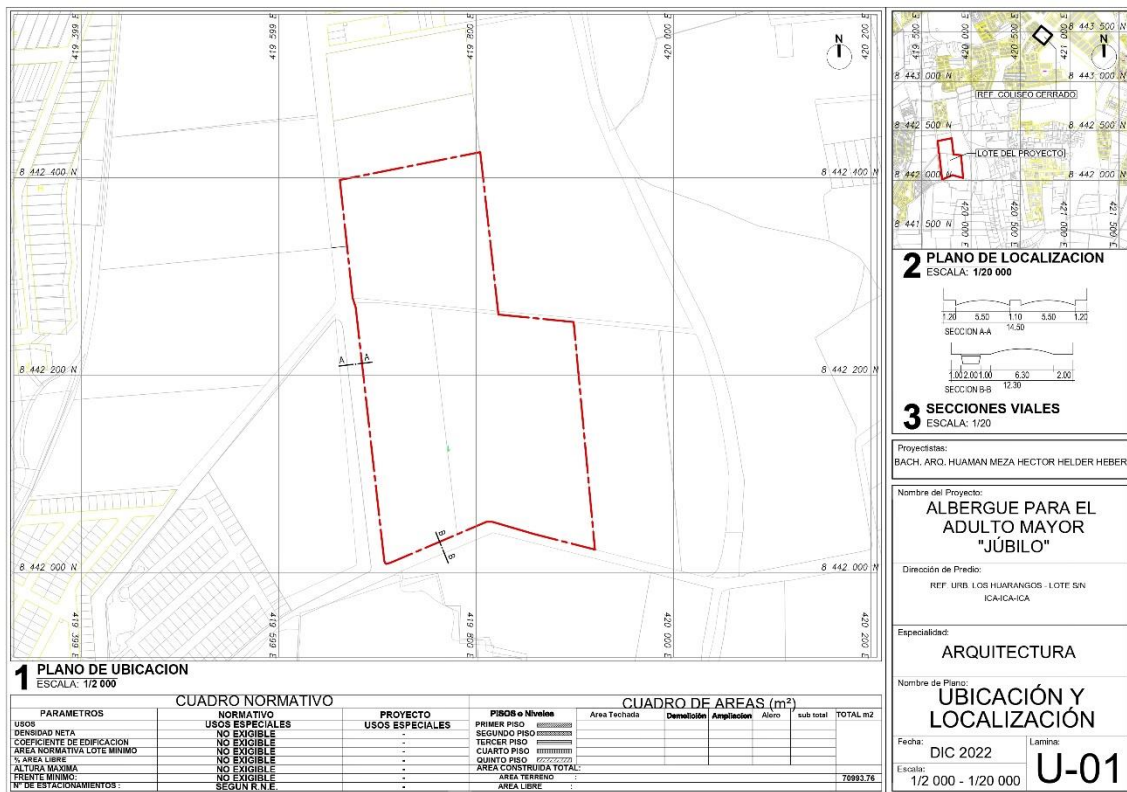 419 399 E
419 599 E
419 800 E
420 000 E
420 200 E
N
8 442 400 N
8 442 400 N
A
A
8 442 200 N
8 442 200 N
B
B
8 442 000 N
8 442 000 N
419 399 E
419 599 E
419 800 E
420 000 E
420 200 E
1 PLANO DE UBICACION
ESCALA: 1/2 000
CUADRO NORMATIVO
PARAMETROS NORMATIVO PROYECTO
USOS USOS ESPECIALES USOS ESPECIALES
DENSIDAD NETA NO EXIGIBLE -
COEFICIENTE DE EDIFICACION NO EXIGIBLE -
AREA NORMATIVA LOTE MINIMO NO EXIGIBLE -
% AREA LIBRE NO EXIGIBLE -
ALTURA MAXIMA NO EXIGIBLE -
FRENTE MINIMO: NO EXIGIBLE -
N° DE ESTACIONAMIENTOS : SEGUN R.N.E. -
CUADRO DE AREAS (m²)
PISOS o Niveles Area Techada Demolición Ampliacion Alero sub total TOTAL m2
PRIMER PISO
SEGUNDO PISO
TERCER PISO
CUARTO PISO
QUINTO PISO
AREA CONSTRUIDA TOTAL:
AREA TERRENO : 70993.76
AREA LIBRE :
419 500 E
420 000 E
420 500 E
421 000 E
8 443 500 N
N
8 443 000 N
8 443 000 N
REF. COLISEO CERRADO
8 442 500 N
8 442 500 N
LOTE DEL PROYECTO
8 442 000 N
8 442 000 N
8 441 500 N
420 000 E
420 500 E
421 000 E
421 500 E
2 PLANO DE LOCALIZACION
ESCALA: 1/20 000
1.20 5.50 1.10 5.50 1.20
14.50
SECCION A-A
1.00 2.00 1.00 6.30 2.00
12.30
SECCION B-B
3 SECCIONES VIALES
ESCALA: 1/20
Proyectistas:
BACH. ARQ. HUAMAN MEZA HECTOR HELDER HEBER
Nombre del Proyecto:
ALBERGUE PARA EL
ADULTO MAYOR
"JÚBILO"
Dirección de Predio:
REF. URB. LOS HUARANGOS - LOTE S/N
ICA-ICA-ICA
Especialidad:
ARQUITECTURA
Nombre de Plano:
UBICACIÓN Y
LOCALIZACIÓN
Fecha:
DIC 2022
Escala:
1/2 000 - 1/20 000
Lamina:
U-01